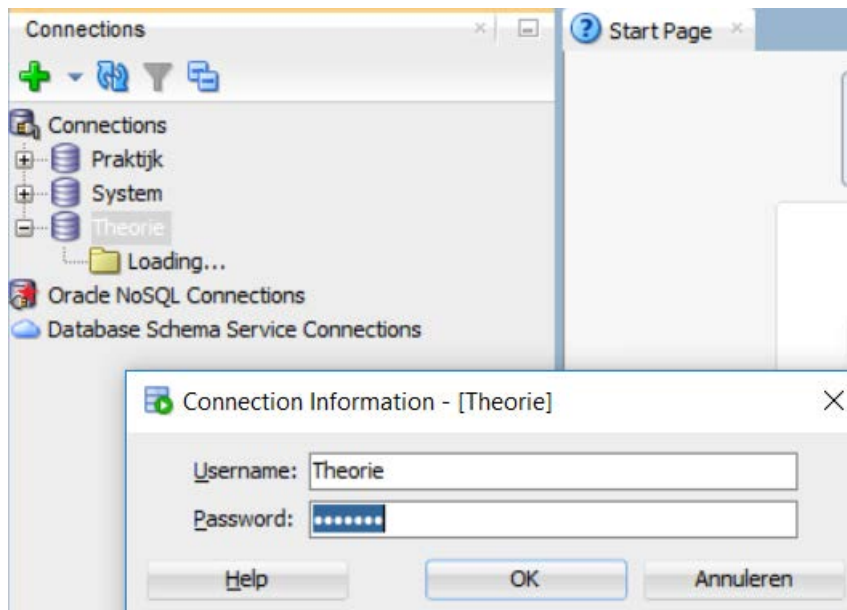 Connections
Start Page
Connections
Praktijk
System
Theorie
Loading...
Oracle NoSQL Connections
Database Schema Service Connections
Connection Information - [Theorie]
Username: Theorie
Password: •••••••
Help OK Annuleren